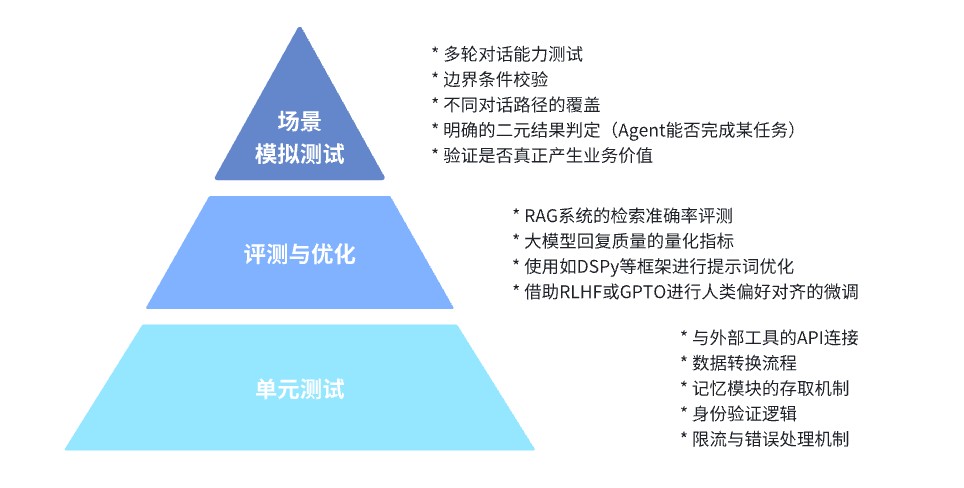 * 多轮对话能力测试
* 边界条件校验
* 不同对话路径的覆盖
* 明确的二元结果判定（Agent能否完成某任务）
* 验证是否真正产生业务价值
场景
模拟测试
* RAG系统的检索准确率评测
* 大模型回复质量的量化指标
* 使用如DSPy等框架进行提示词优化
* 借助RLHF或GPTO进行人类偏好对齐的微调
评测与优化
* 与外部工具的API连接
* 数据转换流程
* 记忆模块的存取机制
* 身份验证逻辑
* 限流与错误处理机制
单元测试